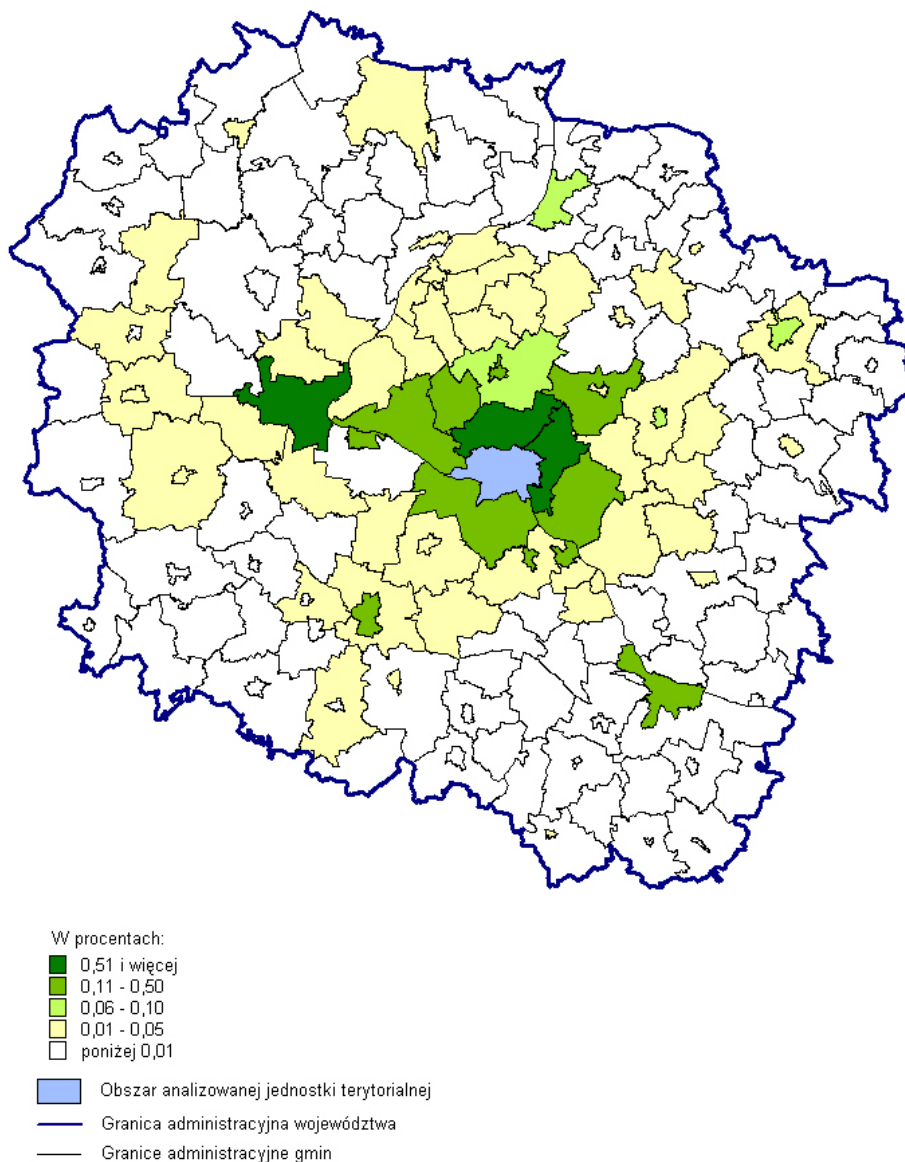 W procentach:
0,51 i więcej
0,11 - 0,50
0,06 - 0,10
0,01 - 0,05
poniżej 0,01
Obszar analizowanej jednostki terytorialnej
Granica administracyjna województwa
Granice administracyjne gmin